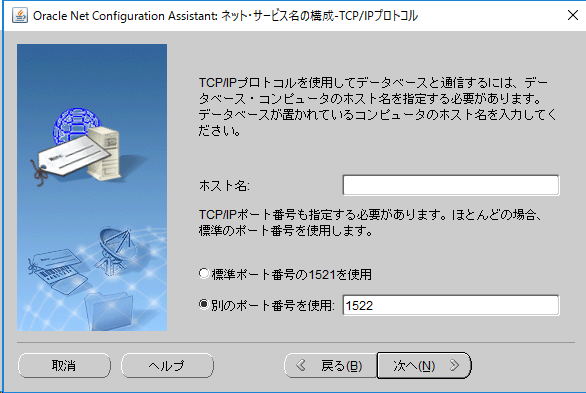 Oracle Net Configuration Assistant: ネット・サービス名の構成-TCP/IPプロトコル
TCP/IPプロトコルを使用してデータベースと通信するには、デー
タベース・コンピュータのホスト名を指定する必要があります。
データベースが置かれているコンピュータのホスト名を入力してく
ださい。
ホスト名:
TCP/IPポート番号も指定する必要があります。ほとんどの場合、
標準のポート番号を使用します。
標準ポート番号の1521を使用
別のポート番号を使用: 1522
取消 ヘルプ 戻る(B) 次へ(N)